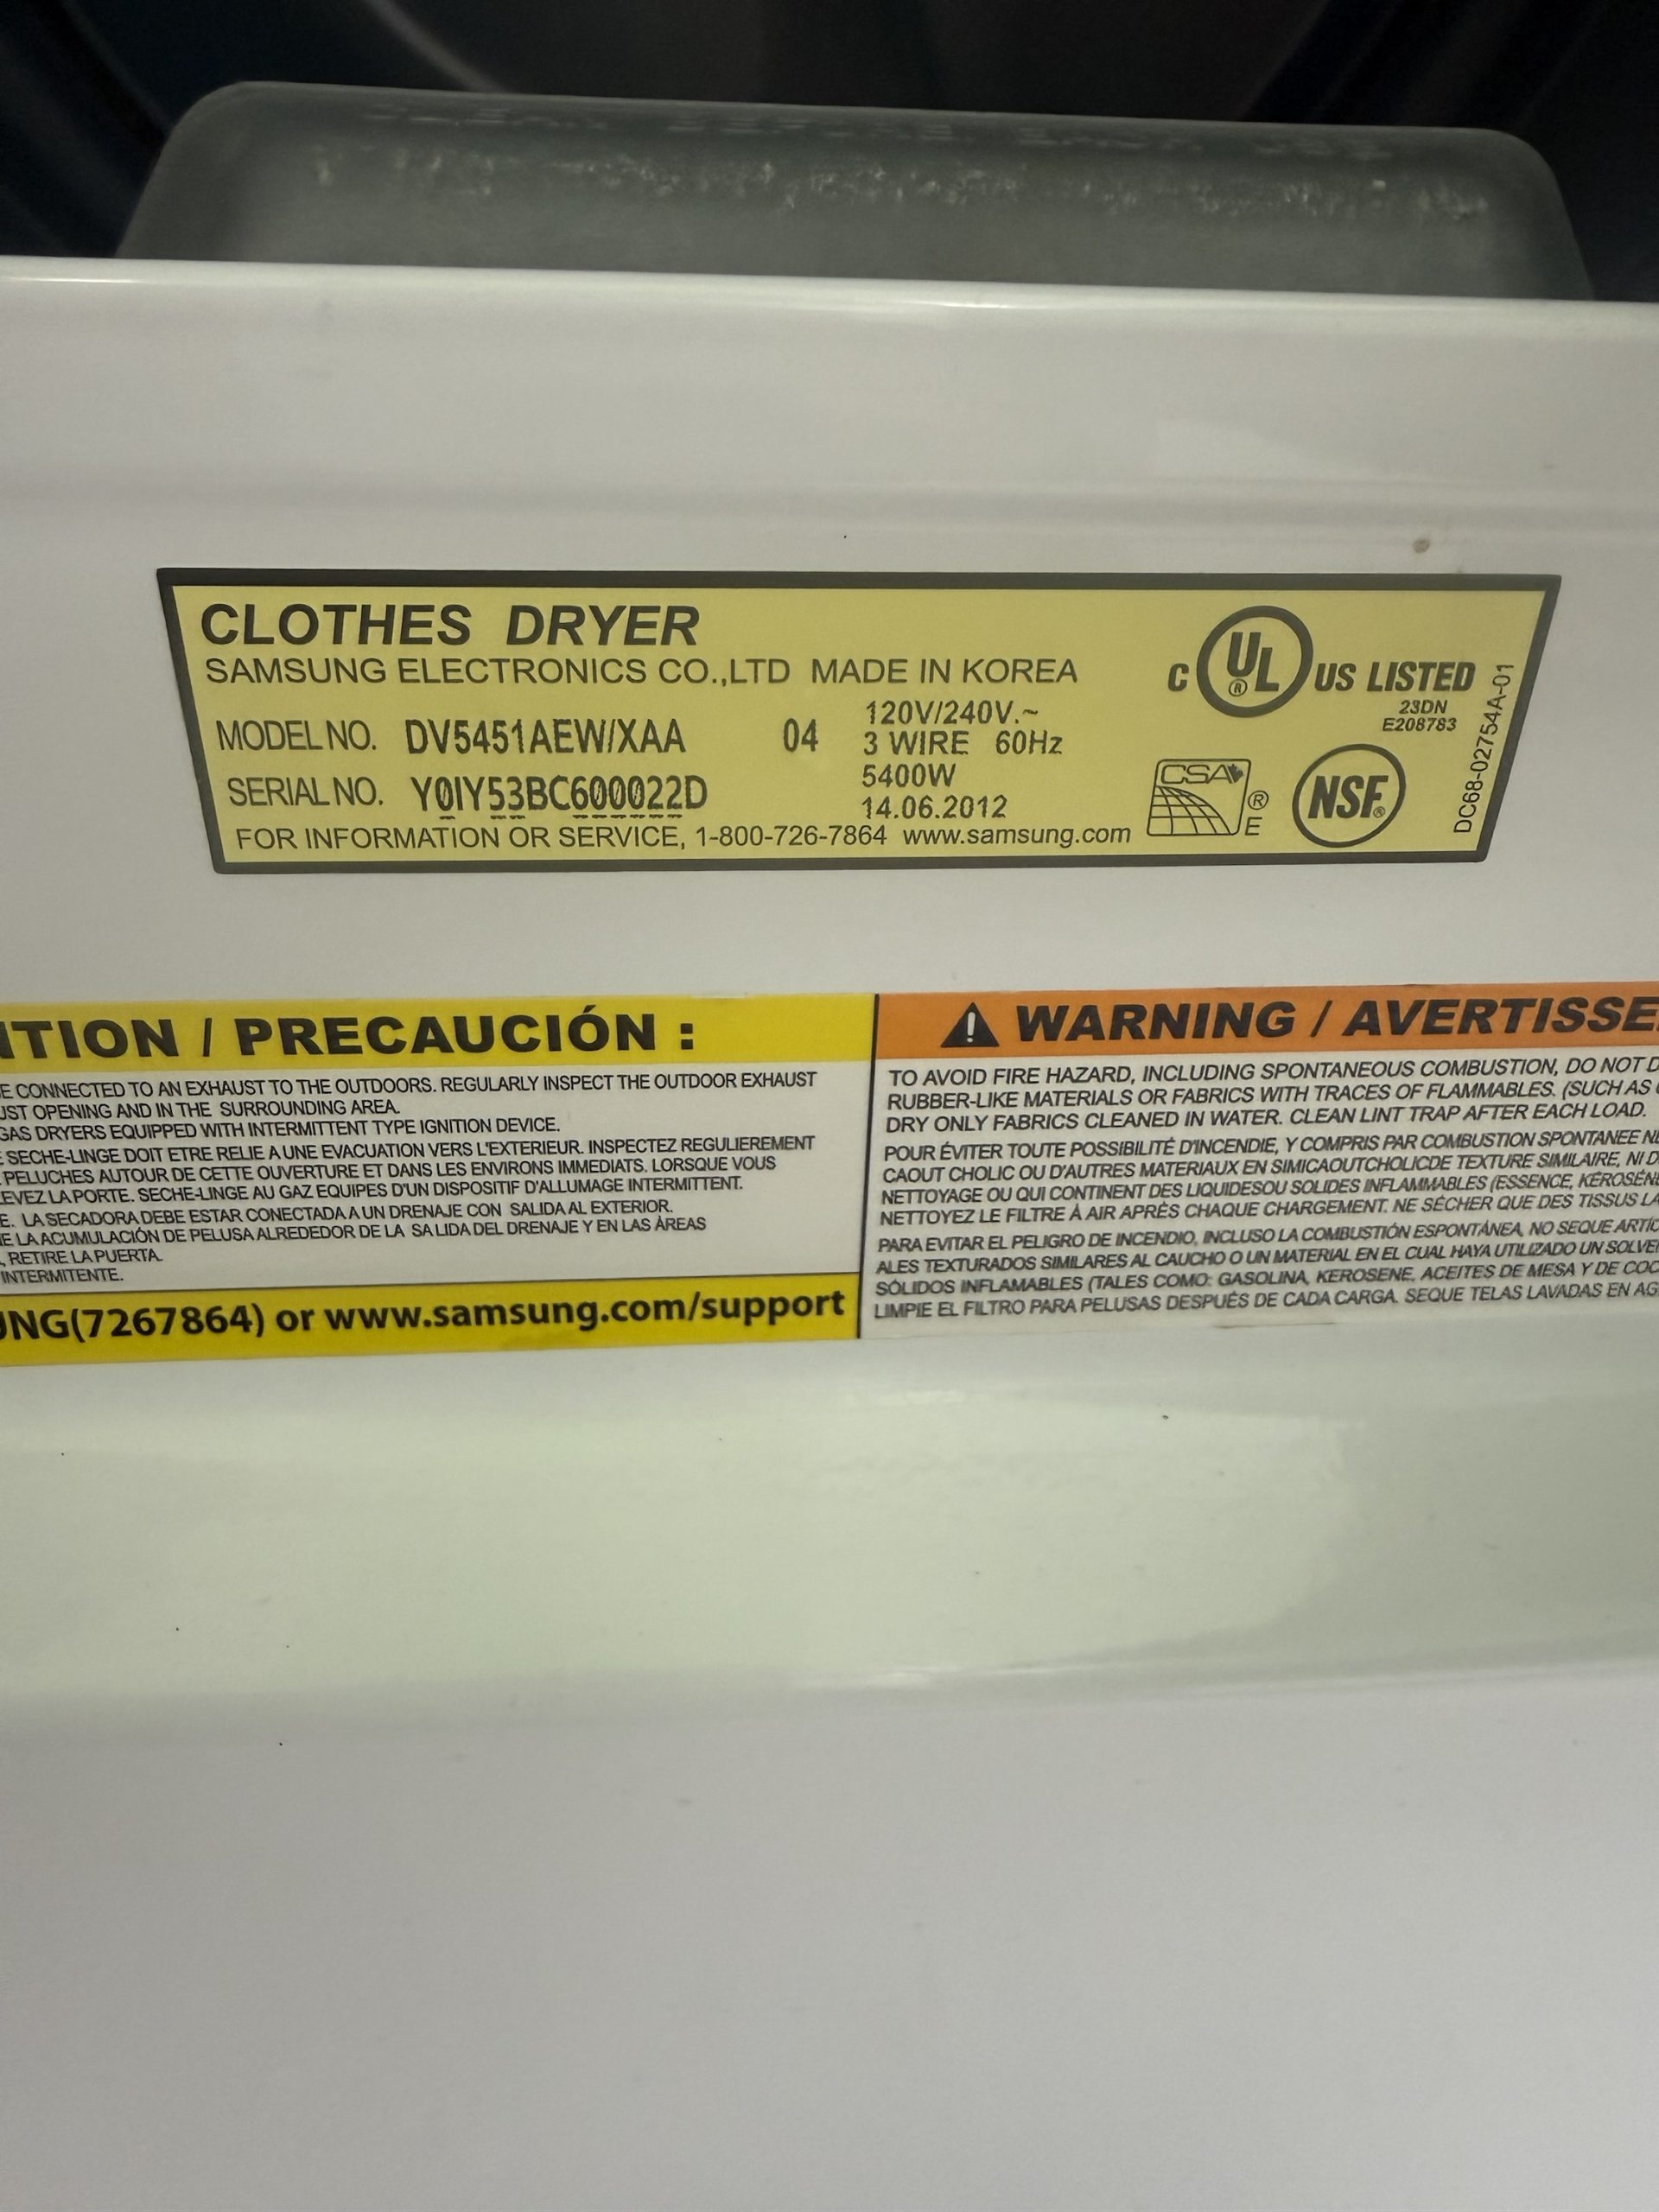 CLOTHES DRYER
SAMSUNG ELECTRONICS CO.,LTD MADE IN KOREA
MODEL NO. DV5451AEW/XAA 04
SERIAL NO. Y0IY53BC600022D
120V/240V.~
3 WIRE 60Hz
5400W
14.06.2012
FOR INFORMATION OR SERVICE, 1-800-726-7864 www.samsung.com
C UL® US LISTED
23DN
E208783
CSA ® E
NSF®
DC68-02754A-01
TION / PRECAUCIÓN :
E CONNECTED TO AN EXHAUST TO THE OUTDOORS. REGULARLY INSPECT THE OUTDOOR EXHAUST
UST OPENING AND IN THE SURROUNDING AREA.
GAS DRYERS EQUIPPED WITH INTERMITTENT TYPE IGNITION DEVICE.
E SECHE-LINGE DOIT ETRE RELIE A UNE EVACUATION VERS L'EXTERIEUR. INSPECTEZ REGULIEREMENT
PELUCHES AUTOUR DE CETTE OUVERTURE ET DANS LES ENVIRONS IMMEDIATS. LORSQUE VOUS
EVEZ LA PORTE. SECHE-LINGE AU GAZ EQUIPES D'UN DISPOSITIF D'ALLUMAGE INTERMITTENT.
E. LA SECADORA DEBE ESTAR CONECTADA A UN DRENAJE CON SALIDA AL EXTERIOR.
E LA ACUMULACIÓN DE PELUSA ALREDEDOR DE LA SALIDA DEL DRENAJE Y EN LAS ÀREAS
, RETIRE LA PUERTA.
INTERMITENTE.
UNG(7267864) or www.samsung.com/support
WARNING / AVERTISSE
TO AVOID FIRE HAZARD, INCLUDING SPONTANEOUS COMBUSTION, DO NOT D
RUBBER-LIKE MATERIALS OR FABRICS WITH TRACES OF FLAMMABLES. (SUCH AS
DRY ONLY FABRICS CLEANED IN WATER. CLEAN LINT TRAP AFTER EACH LOAD.
POUR ÉVITER TOUTE POSSIBILITÉ D'INCENDIE, Y COMPRIS PAR COMBUSTION SPONTANEE NE
CAOUT CHOLIC OU D'AUTRES MATERIAUX EN SIMICAOUTCHOLICDE TEXTURE SIMILAIRE, NI D
NETTOYAGE OU QUI CONTINENT DES LIQUIDESOU SOLIDES INFLAMMABLES (ESSENCE, KÉROSÉN
NETTOYEZ LE FILTRE À AIR APRÈS CHAQUE CHARGEMENT. NE SÉCHER QUE DES TISSUS LA
PARA EVITAR EL PELIGRO DE INCENDIO, INCLUSO LA COMBUSTIÓN ESPONTÁNEA, NO SEQUE ARTÍC
ALES TEXTURADOS SIMILARES AL CAUCHO O UN MATERIAL EN EL CUAL HAYA UTILIZADO UN SOLVE
SÓLIDOS INFLAMABLES (TALES COMO: GASOLINA, KEROSENE, ACEITES DE MESA Y DE COC
LIMPIE EL FILTRO PARA PELUSAS DESPUÉS DE CADA CARGA. SEQUE TELAS LAVADAS EN AG